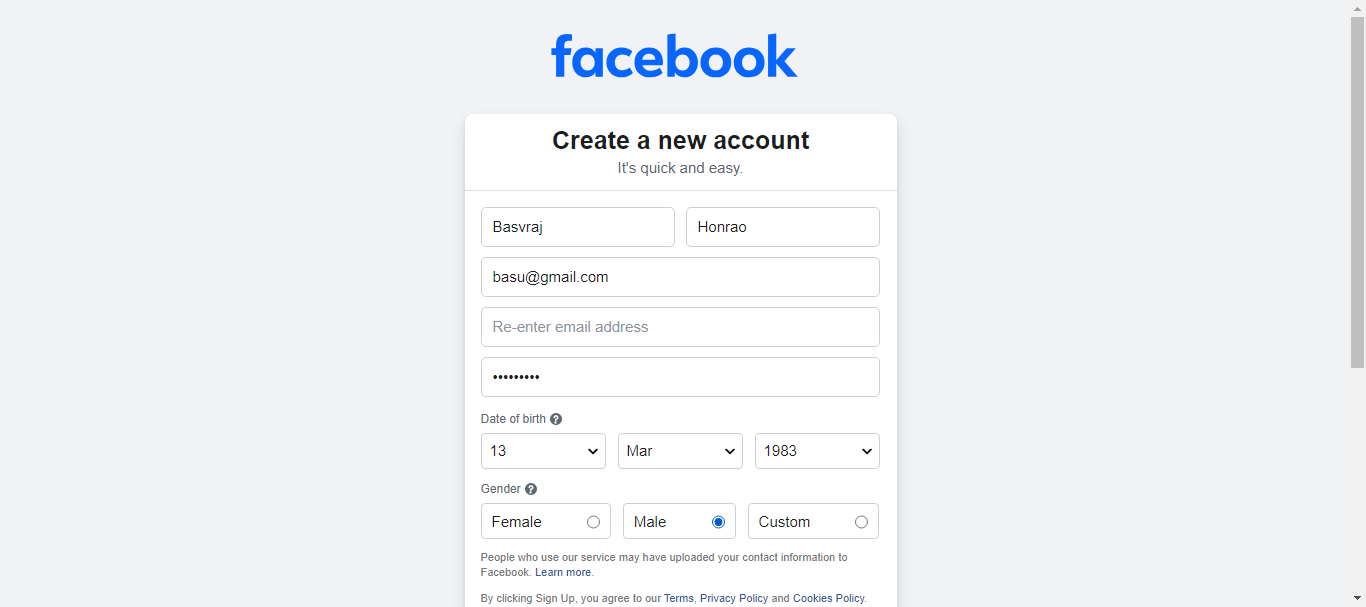 facebook
Create a new account
It's quick and easy.
Basvraj Honrao
basu@gmail.com
Re-enter email address
•••••••••
Date of birth ?
13 Mar 1983
Gender ?
Female Male Custom
People who use our service may have uploaded your contact information to
Facebook. Learn more.
By clicking Sign Up, you agree to our Terms, Privacy Policy and Cookies Policy.